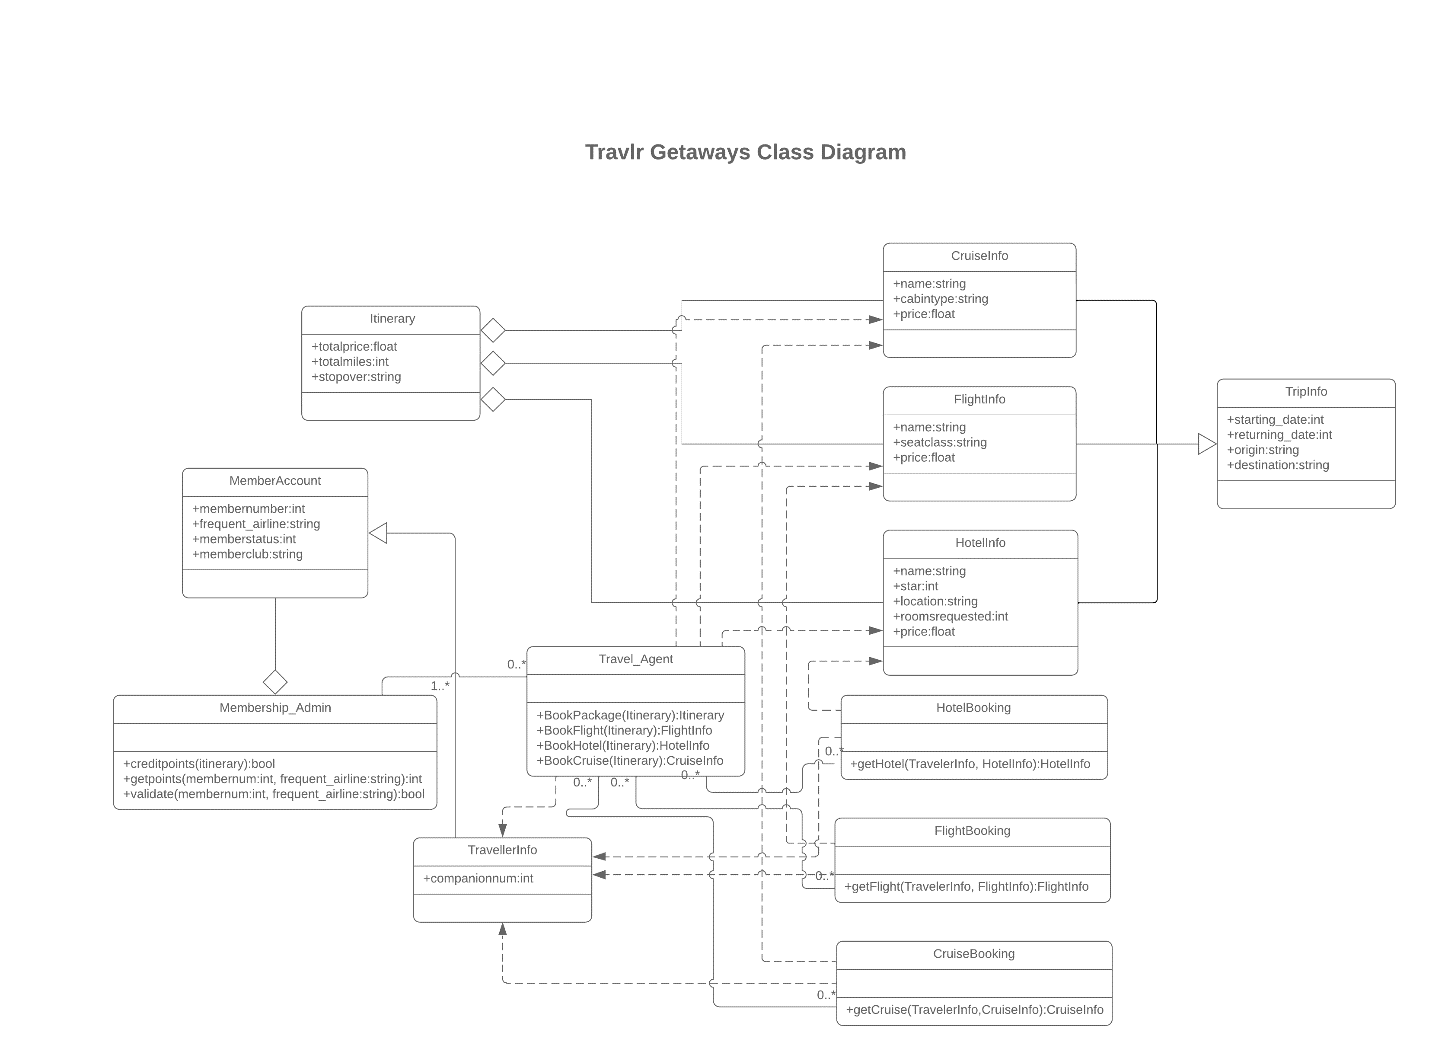 Travlr Getaways Class Diagram
CruiseInfo
+name:string
+cabintype:string
+price:float
Itinerary
+totalprice:float
+totalmiles:int
+stopover:string
FlightInfo
+name:string
+seatclass:string
+price:float
TripInfo
+starting_date:int
+returning_date:int
+origin:string
+destination:string
MemberAccount
+membernumber:int
+frequent_airline:string
+memberstatus:int
+memberclub:string
HotelInfo
+name:string
+star:int
+location:string
+roomsrequested:int
+price:float
0..*
1..*
Travel_Agent
+BookPackage(Itinerary):Itinerary
+BookFlight(Itinerary):FlightInfo
+BookHotel(Itinerary):HotelInfo
+BookCruise(Itinerary):CruiseInfo
0..*
0..*
0..*
Membership_Admin
+creditpoints(itinerary):bool
+getpoints(membernum:int, frequent_airline:string):int
+validate(membernum:int, frequent_airline:string):bool
HotelBooking
0..*
+getHotel(TravelerInfo, HotelInfo):HotelInfo
TravellerInfo
+companionnum:int
FlightBooking
0..*
+getFlight(TravelerInfo, FlightInfo):FlightInfo
CruiseBooking
0..*
+getCruise(TravelerInfo,CruiseInfo):CruiseInfo